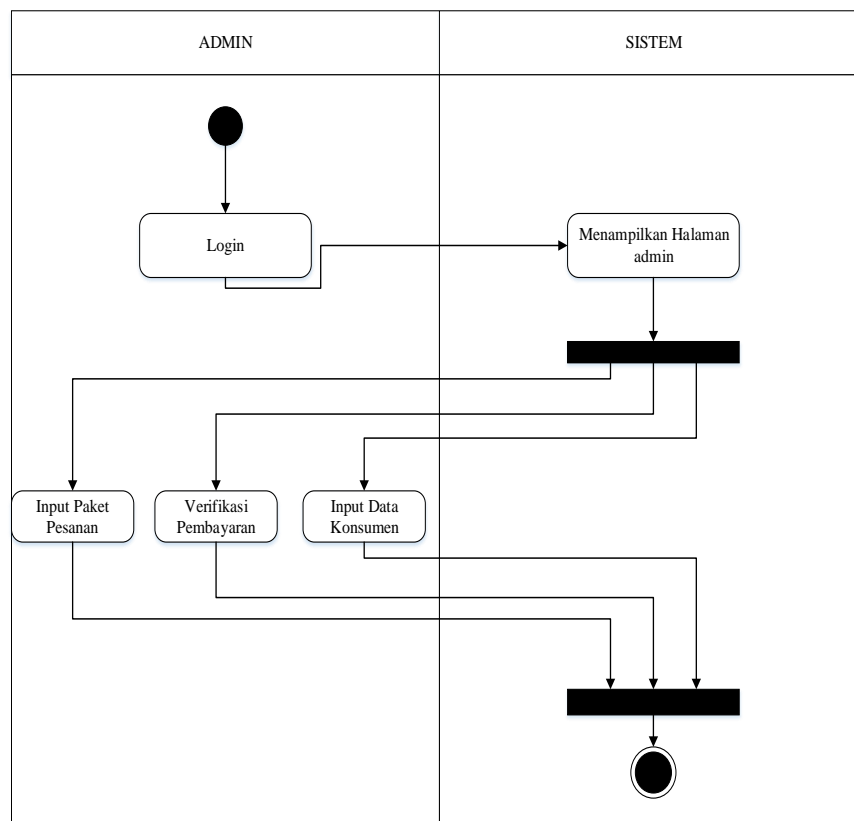 ADMIN
SISTEM
Login
Menampilkan Halaman
admin
Input Paket
Pesanan
Verifikasi
Pembayaran
Input Data
Konsumen